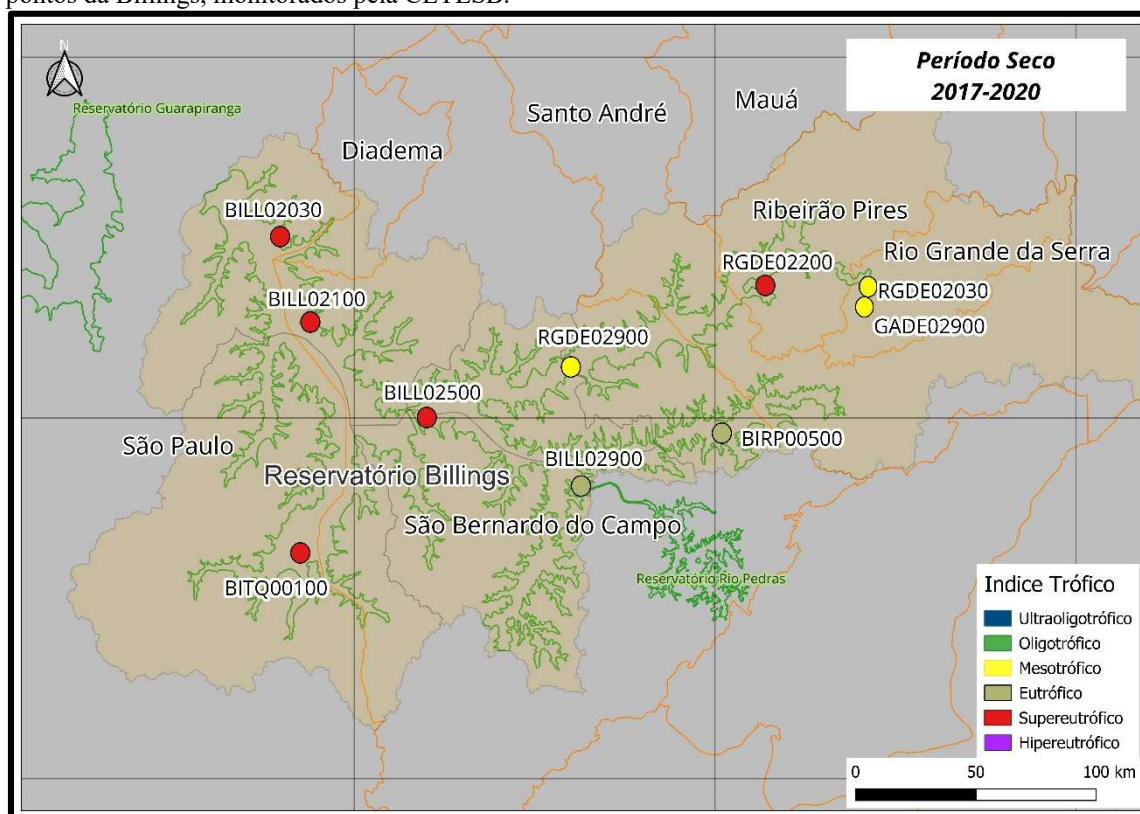 pontos da Billings, monitorados pela CETESB.
Período Seco
2017-2020
N
Reservatório Guarapiranga
Santo André
Mauá
Diadema
BILL02030
Ribeirão Pires
RGDE02200
Rio Grande da Serra
RGDE02030
BILL02100
GADE02900
RGDE02900
BILL02500
São Paulo
BIRP00500
BILL02900
Reservatório Billings
São Bernardo do Campo
BITQ00100
Reservatório Rio Pedras
Indice Trófico
Ultraoligotrófico
Oligotrófico
Mesotrófico
Eutrófico
Supereutrófico
Hipereutrófico
0 50 100 km